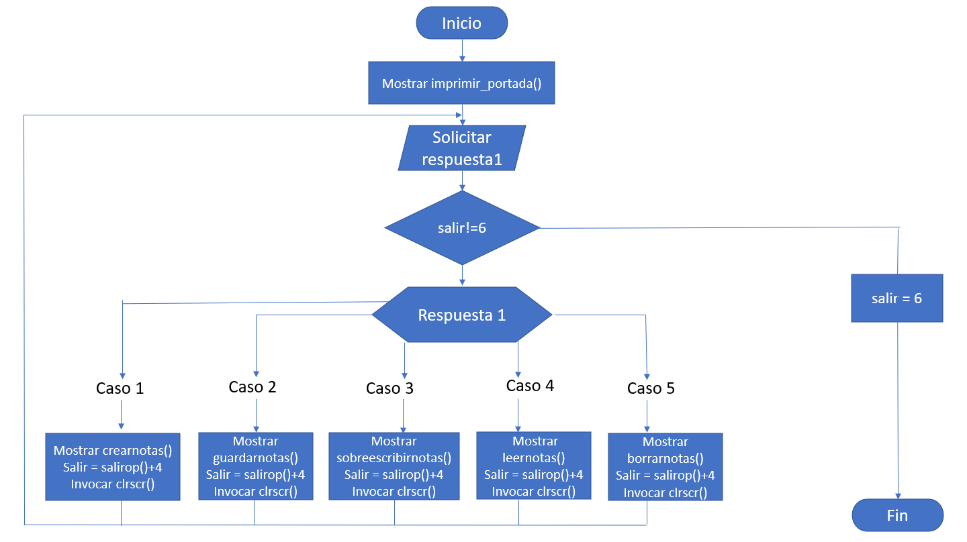 Inicio
Mostrar imprimir_portada()
Solicitar
respuesta1
salir!=6
salir = 6
Respuesta 1
Caso 1
Caso 2
Caso 3
Caso 4
Caso 5
Mostrar crearnotas()
Salir = salirop()+4
Invocar clrscr()
Mostrar
guardarnotas()
Salir = salirop()+4
Invocar clrscr()
Mostrar
sobreescribirnotas()
Salir = salirop()+4
Invocar clrscr()
Mostrar
leernotas()
Salir = salirop()+4
Invocar clrscr()
Mostrar
borrarnotas()
Salir = salirop()+4
Invocar clrscr()
Fin